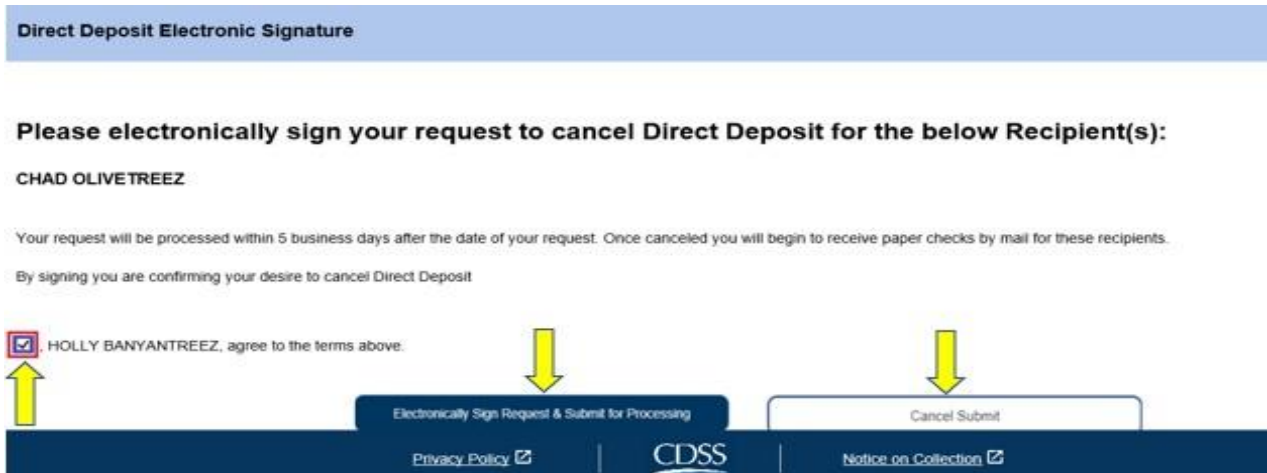 Direct Deposit Electronic Signature
Please electronically sign your request to cancel Direct Deposit for the below Recipient(s):
CHAD OLIVETREEZ
Your request will be processed within 5 business days after the date of your request. Once canceled you will begin to receive paper checks by mail for these recipients.
By signing you are confirming your desire to cancel Direct Deposit
, HOLLY BANYANTREEZ, agree to the terms above.
Electronically Sign Request & Submit for Processing
Cancel Submit
Privacy Policy
CDSS
Notice on Collection